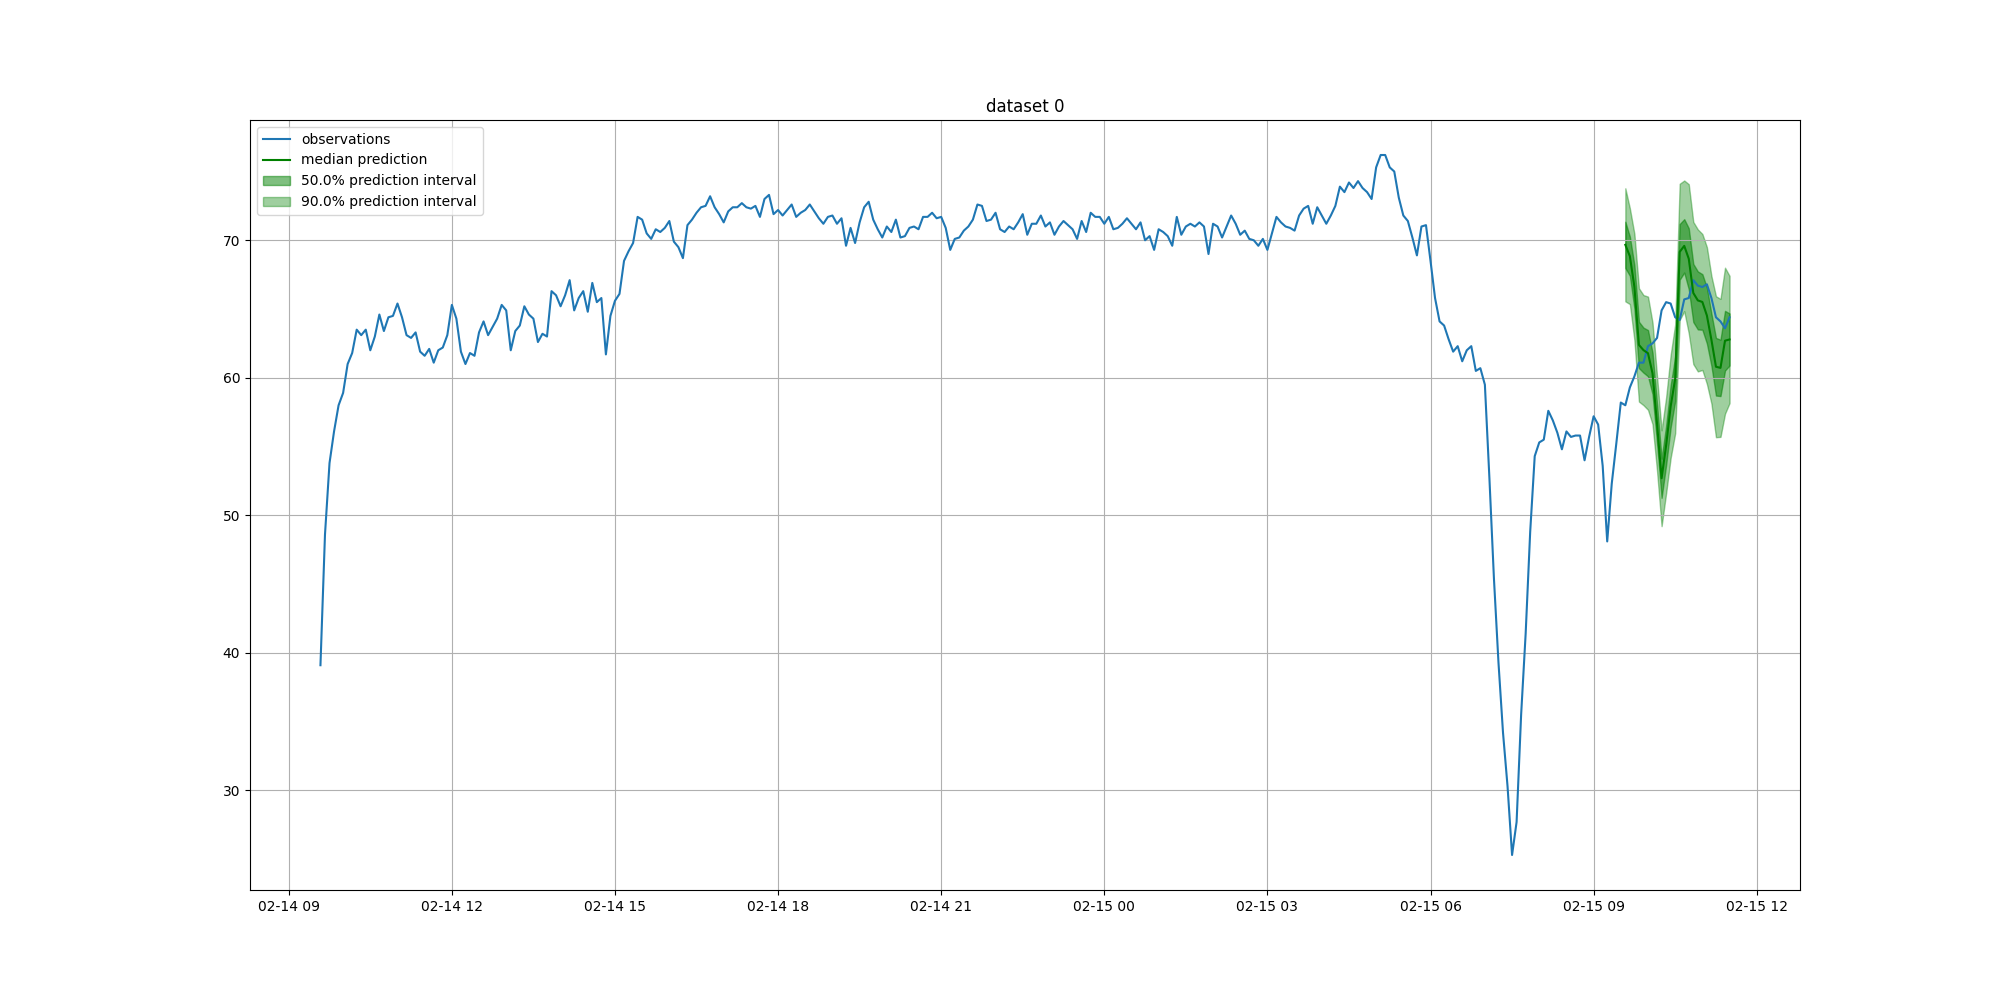 dataset 0
observations
median prediction
50.0% prediction interval
90.0% prediction interval
70
60
50
40
30
02-14 09 02-14 12 02-14 15 02-14 18 02-14 21 02-15 00 02-15 03 02-15 06 02-15 09 02-15 12